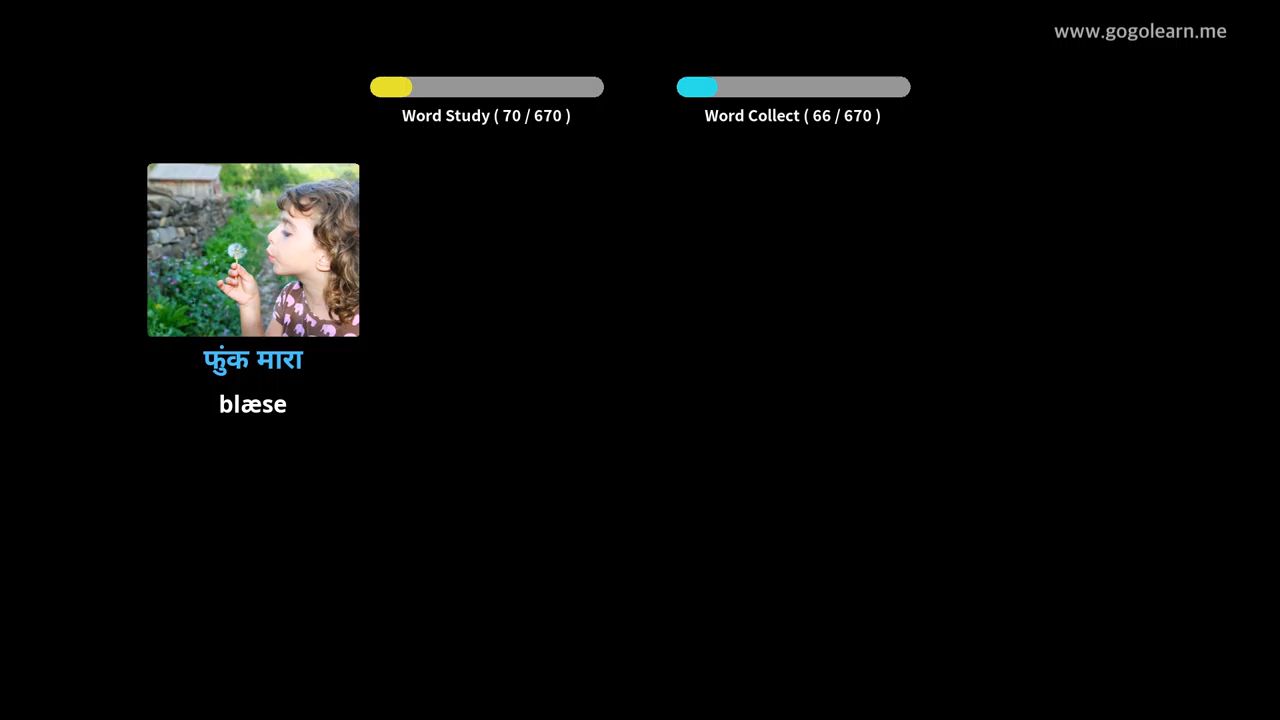 www.gogolearn.me
Word Study ( 70 / 670 )
Word Collect ( 66 / 670 )
फुंक मारा
blæse